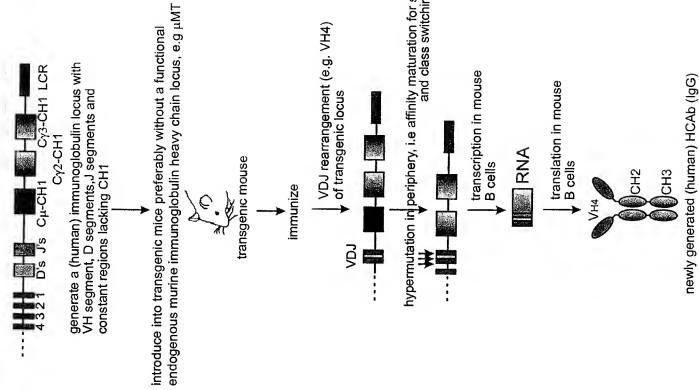 4 3 2 1 D's J's Cμ-CH1 Cγ3-CH1 LCR
Cγ2-CH1
generate a (human) immunoglobulin locus with
VH segment, D segments,J segments and
constant regions lacking CH1
introduce into transgenic mice preferably without a functional
endogenous murine immunoglobulin heavy chain locus, e.g μMT
transgenic mouse
immunize
VDJ rearrangement (e.g. VH4)
of transgenic locus
VDJ
hypermutation in periphery, i.e affinity maturation for s
and class switchin
transcription in mouse
B cells
RNA
translation in mouse
B cells
VH4
CH2
CH3
newly generated (human) HCAb (IgG)